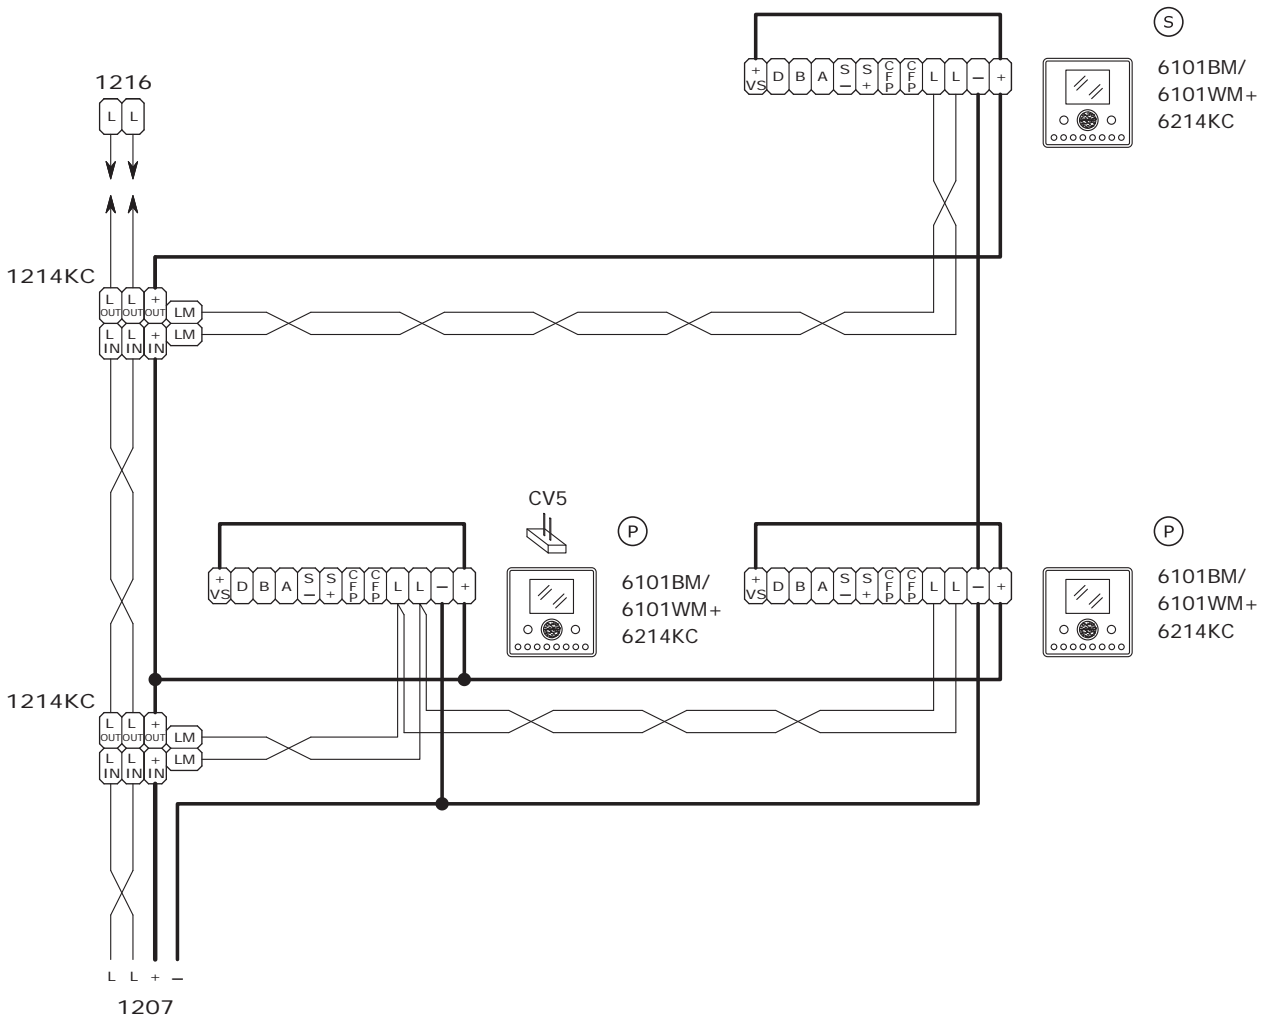 S
+ VS D B A S – S + CFP CFP L L – +
6101BM/
6101WM+
6214KC
1216
L L
1214KC
L OUT L OUT + OUT LM
L IN L IN + IN LM
CV5
P
+ VS D B A S – S + CFP CFP L L – +
6101BM/
6101WM+
6214KC
P
+ VS D B A S – S + CFP CFP L L – +
6101BM/
6101WM+
6214KC
1214KC
L OUT L OUT + OUT LM
L IN L IN + IN LM
L L + –
1207